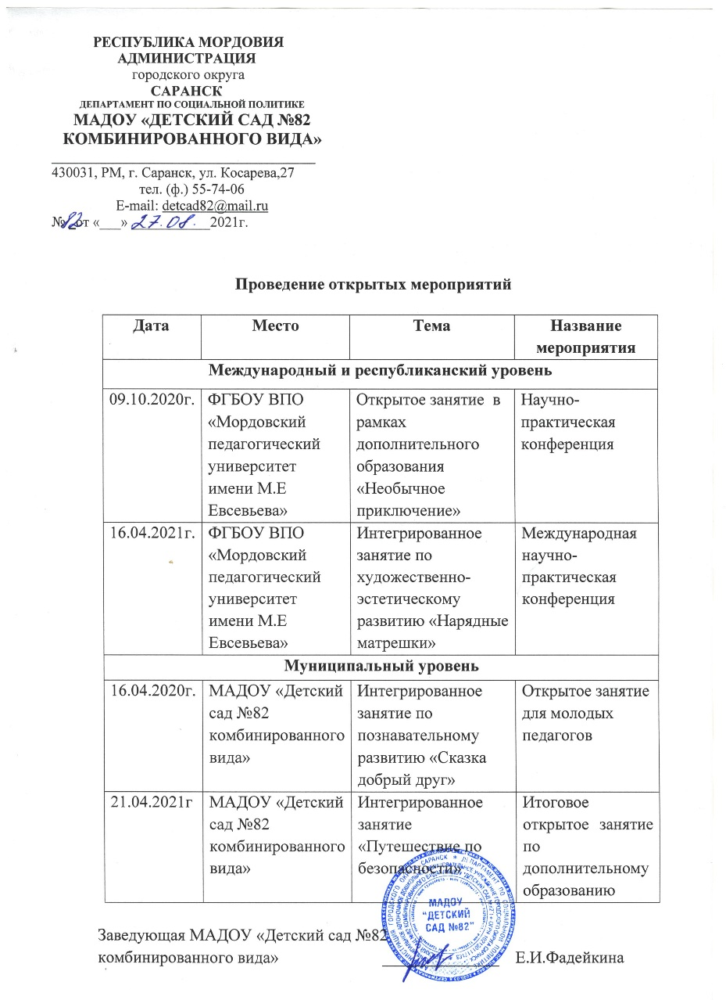 РЕСПУБЛИКА МОРДОВИЯ
АДМИНИСТРАЦИЯ
городского округа
САРАНСК
ДЕПАРТАМЕНТ ПО СОЦИАЛЬНОЙ ПОЛИТИКЕ
МАДОУ «ДЕТСКИЙ САД №82
КОМБИНИРОВАННОГО ВИДА»
430031, РМ, г. Саранск, ул. Косарева,27
тел. (ф.) 55-74-06
E-mail: detcad82@mail.ru
№ 82 от «___» 27.08. 2021г.
Проведение открытых мероприятий
Дата Место Тема Название
мероприятия
Международный и республиканский уровень
09.10.2020г. ФГБОУ ВПО Открытое занятие в Научно-
«Мордовский рамках практическая
педагогический дополнительного конференция
университет образования
имени М.Е «Необычное
Евсевьева» приключение»
16.04.2021г. ФГБОУ ВПО Интегрированное Международная
«Мордовский занятие по научно-
педагогический художественно- практическая
университет эстетическому конференция
имени М.Е развитию «Нарядные
Евсевьева» матрешки»
Муниципальный уровень
16.04.2020г. МАДОУ «Детский Интегрированное Открытое занятие
сад №82 занятие по для молодых
комбинированного познавательному педагогов
вида» развитию «Сказка
добрый друг»
21.04.2021г МАДОУ «Детский Интегрированное Итоговое
сад №82 занятие открытое занятие
комбинированного «Путешествие по по
вида» безопасности» дополнительному
образованию
МАДОУ
"ДЕТСКИЙ
САД №82"
Заведующая МАДОУ «Детский сад №82
комбинированного вида» Е.И.Фадейкина